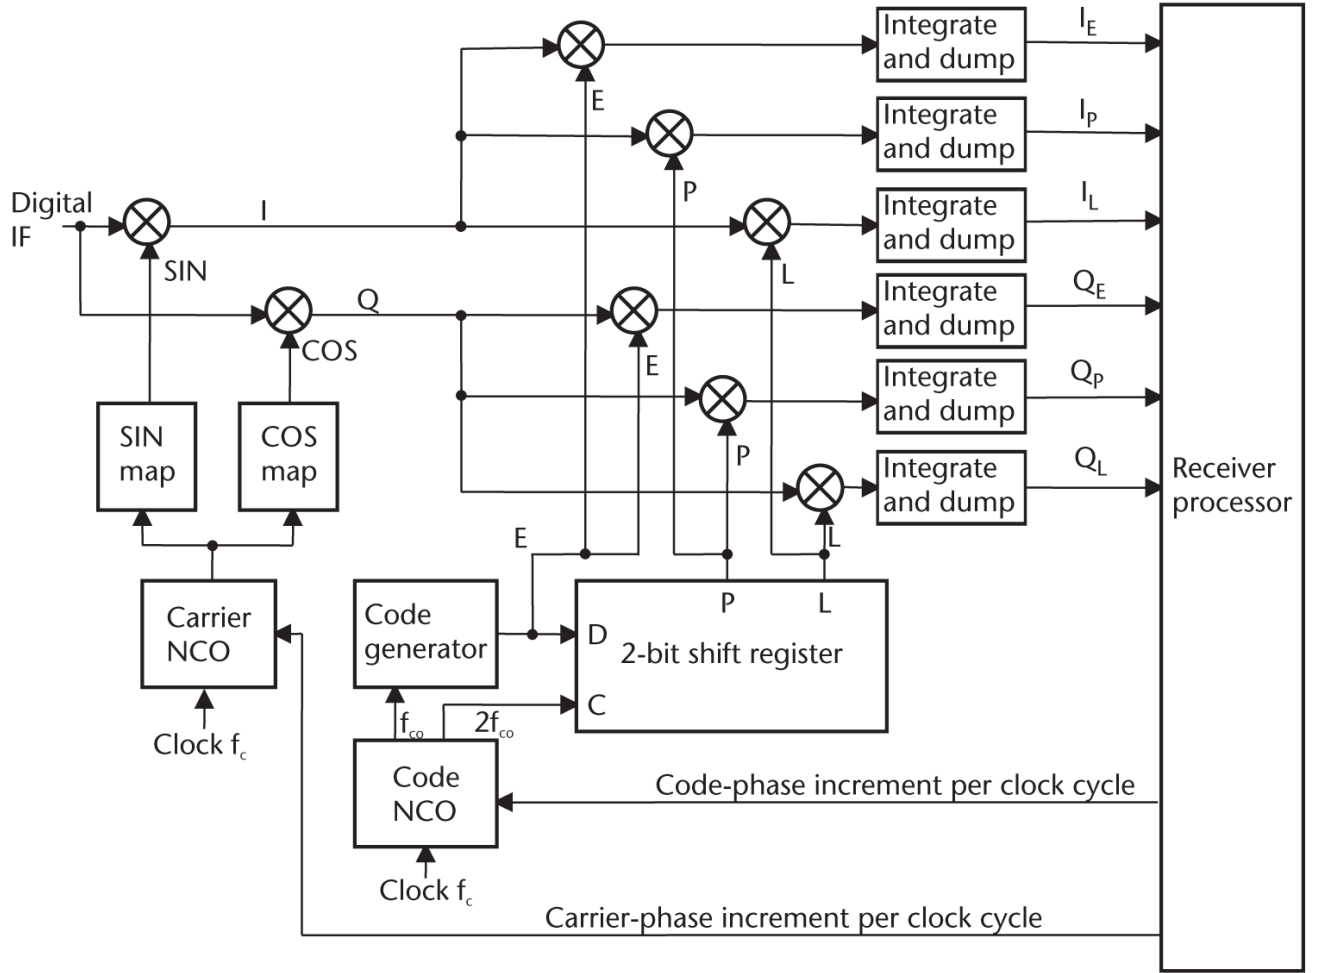 Integrate
and dump
I_E
E
Integrate
and dump
I_P
P
Digital
IF
I
Integrate
and dump
I_L
SIN
L
Q
Integrate
and dump
Q_E
COS
E
Integrate
and dump
Q_P
SIN
map
COS
map
P
Integrate
and dump
Q_L
Receiver
processor
E
L
Carrier
NCO
Clock f_c
Code
generator
P
L
D
2-bit shift register
C
f_co
2f_co
Code
NCO
Clock f_c
Code-phase increment per clock cycle
Carrier-phase increment per clock cycle